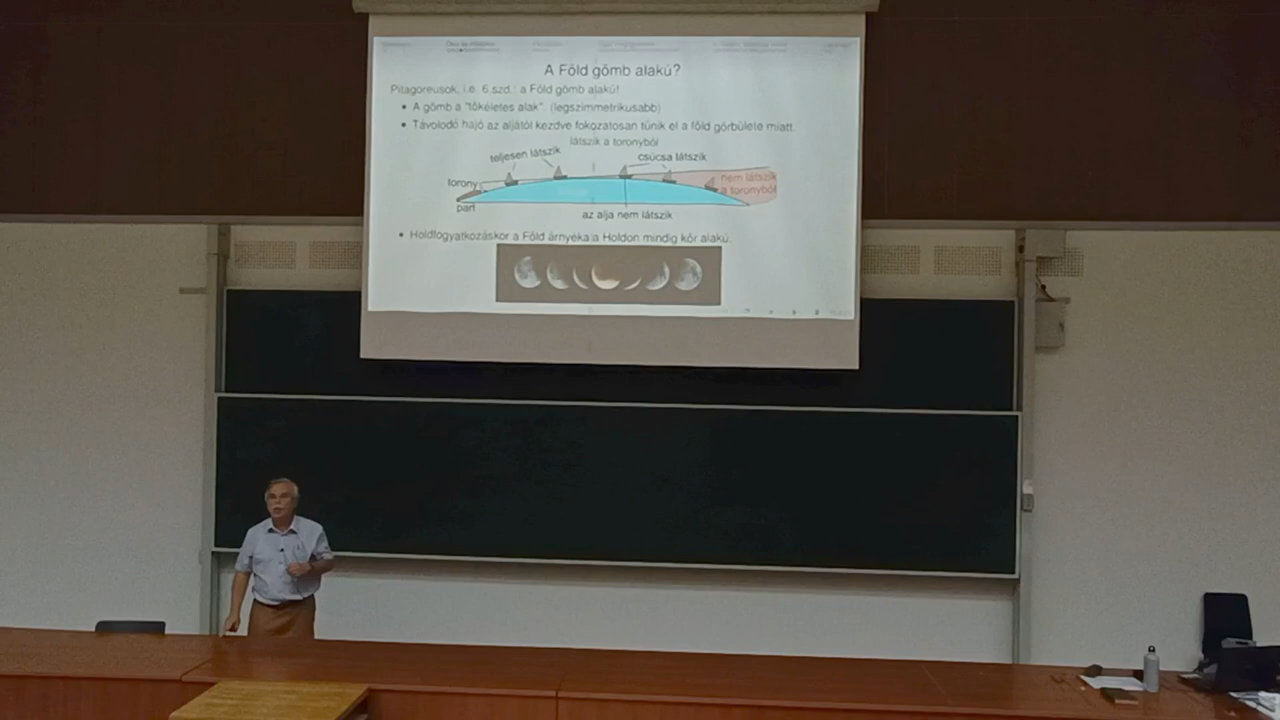 A Föld gömb alakú?
Pitagoreusok, i.e. 6.szd.: a Föld gömb alakú!
• A gömb a "tökéletes alak". (legszimmetrikusabb)
• Távolodó hajó az aljától kezdve fokozatosan tűnik el a föld görbülete miatt.
látszik a toronyból
teljesen látszik
csúcsa látszik
nem látszik
a toronyból
torony
part
az alja nem látszik
• Holdfogyatkozáskor a Föld árnyéka a Holdon mindig kör alakú.